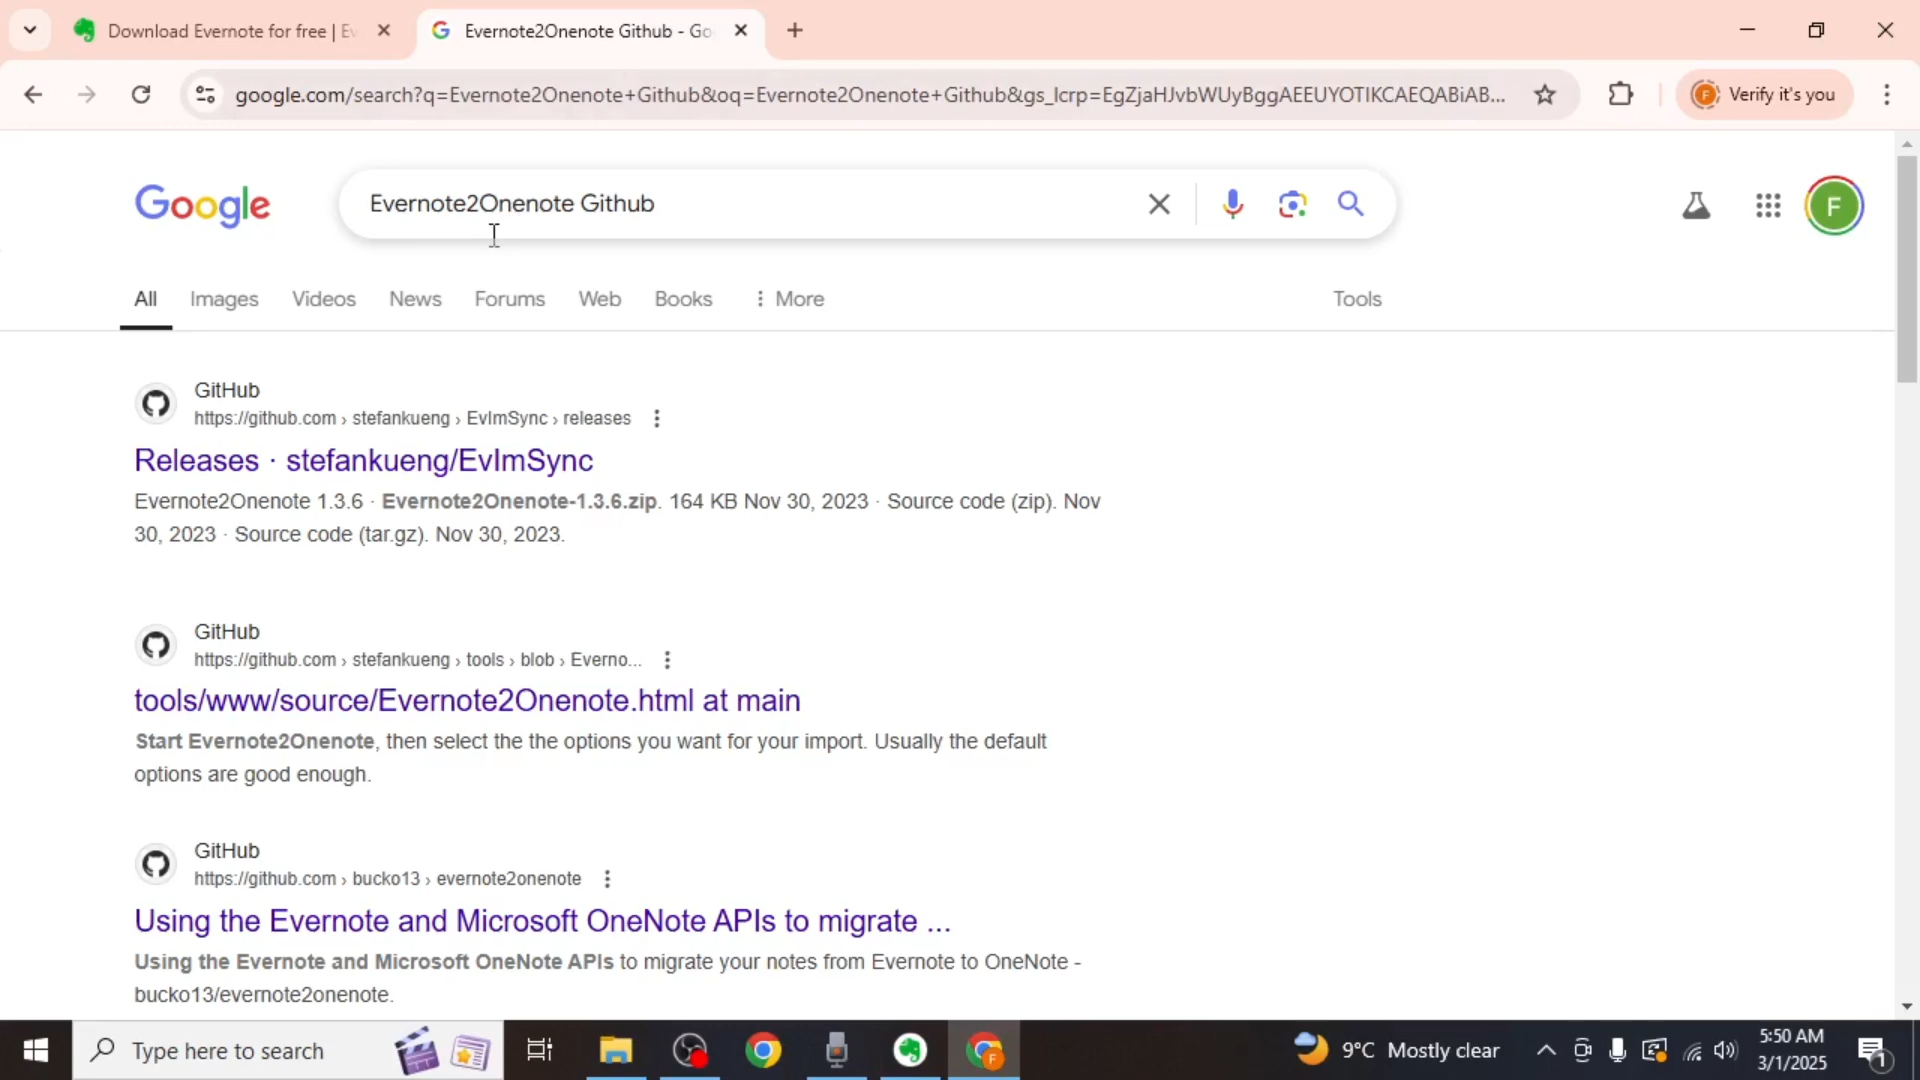 Download Evernote for free | Ev
Evernote2Onenote Github - Go
google.com/search?q=Evernote2Onenote+Github&oq=Evernote2Onenote+Github&gs_lcrp=EgZjaHJvbWUyBggAEEUYOTIKCAEQABiAB...
Verify it's you
Google
Evernote2Onenote Github
F
All Images Videos News Forums Web Books More Tools
GitHub
https://github.com › stefankueng › EvImSync › releases
Releases · stefankueng/EvImSync
Evernote2Onenote 1.3.6 · Evernote2Onenote-1.3.6.zip. 164 KB Nov 30, 2023 · Source code (zip). Nov
30, 2023 · Source code (tar.gz). Nov 30, 2023.
GitHub
https://github.com › stefankueng › tools › blob › Everno...
tools/www/source/Evernote2Onenote.html at main
Start Evernote2Onenote, then select the the options you want for your import. Usually the default
options are good enough.
GitHub
https://github.com › bucko13 › evernote2onenote
Using the Evernote and Microsoft OneNote APIs to migrate ...
Using the Evernote and Microsoft OneNote APIs to migrate your notes from Evernote to OneNote -
bucko13/evernote2onenote.
Type here to search
9°C Mostly clear
5:50 AM
3/1/2025
1